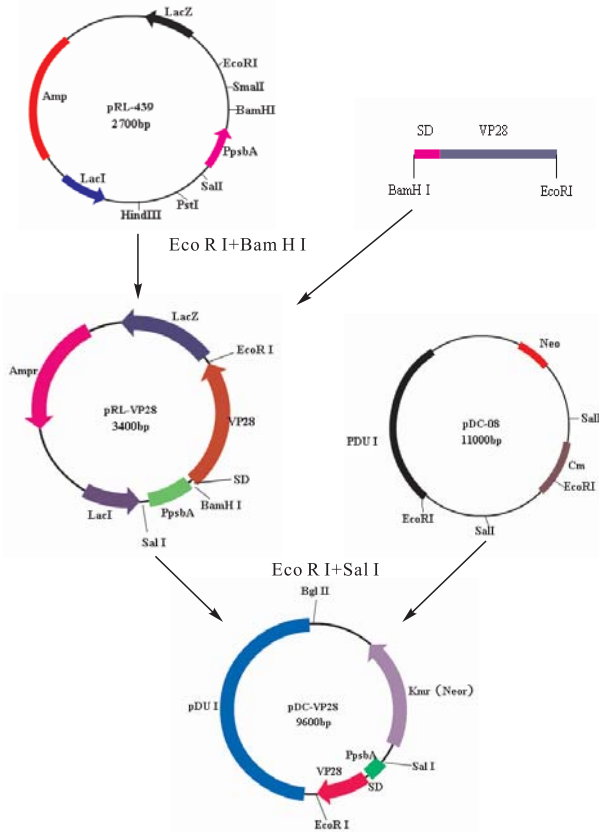 LacZ
EcoRI
SmalI
BamHI
PpsbA
SalI
PstI
HindIII
LacI
Amp
pRL-439
2700bp
SD VP28
BamH I
EcoRI
Eco R I+Bam H I
LacZ
EcoR I
VP28
SD
BamH I
PpsbA
Sal I
LacI
Ampr
pRL-VP28
3400bp
Neo
SalI
Cm
EcoRI
SalI
EcoRI
PDU I
pDC-08
11000bp
Eco R I+Sal I
Bgl II
Kmr (Neor)
Sal I
PpsbA
SD
VP28
EcoR I
pDU I
pDC-VP28
9600bp